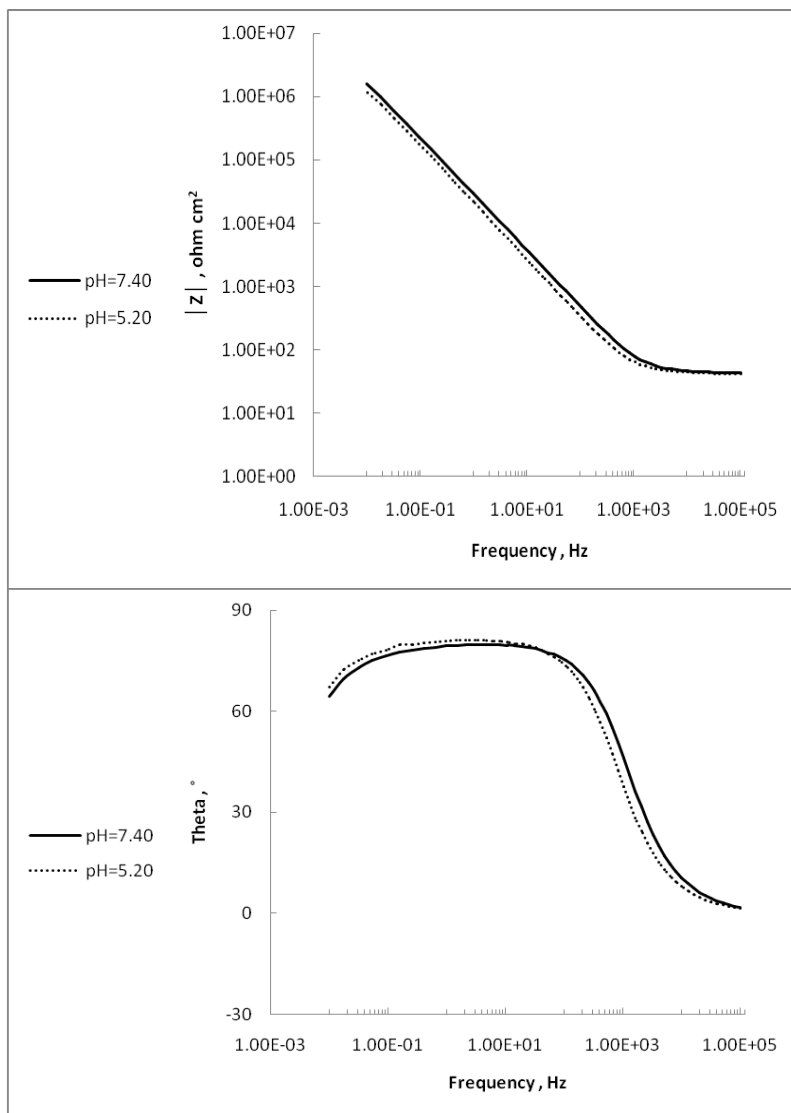 1.00E+07
1.00E+06
1.00E+05
1.00E+04
1.00E+03
1.00E+02
1.00E+01
1.00E+00
|Z| , ohm cm²
pH=7.40
pH=5.20
1.00E-03 1.00E-01 1.00E+01 1.00E+03 1.00E+05
Frequency , Hz
90
60
30
0
-30
Theta , °
pH=7.40
pH=5.20
1.00E-03 1.00E-01 1.00E+01 1.00E+03 1.00E+05
Frequency , Hz